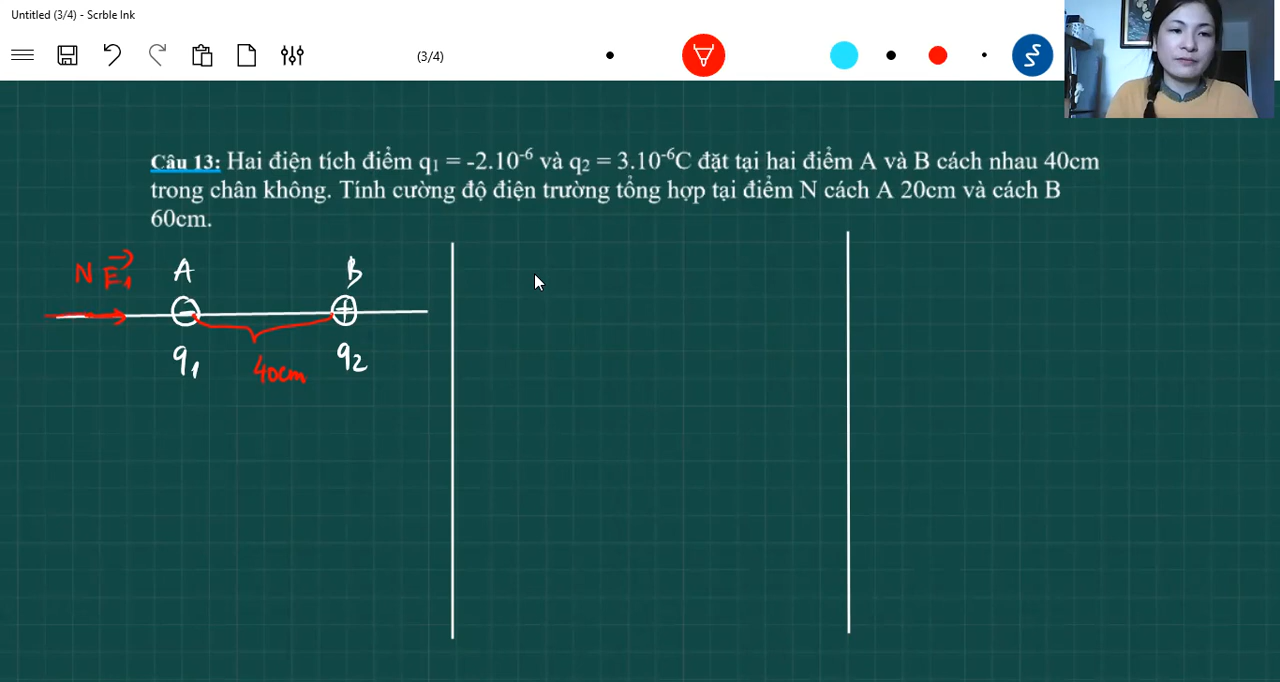 Untitled (3/4) - Scrble Ink
(3/4)
Câu 13: Hai điện tích điểm q₁ = -2.10⁻⁶ và q₂ = 3.10⁻⁶C đặt tại hai điểm A và B cách nhau 40cm
trong chân không. Tính cường độ điện trường tổng hợp tại điểm N cách A 20cm và cách B
60cm.
N E₁ A B
q₁ 40cm q₂